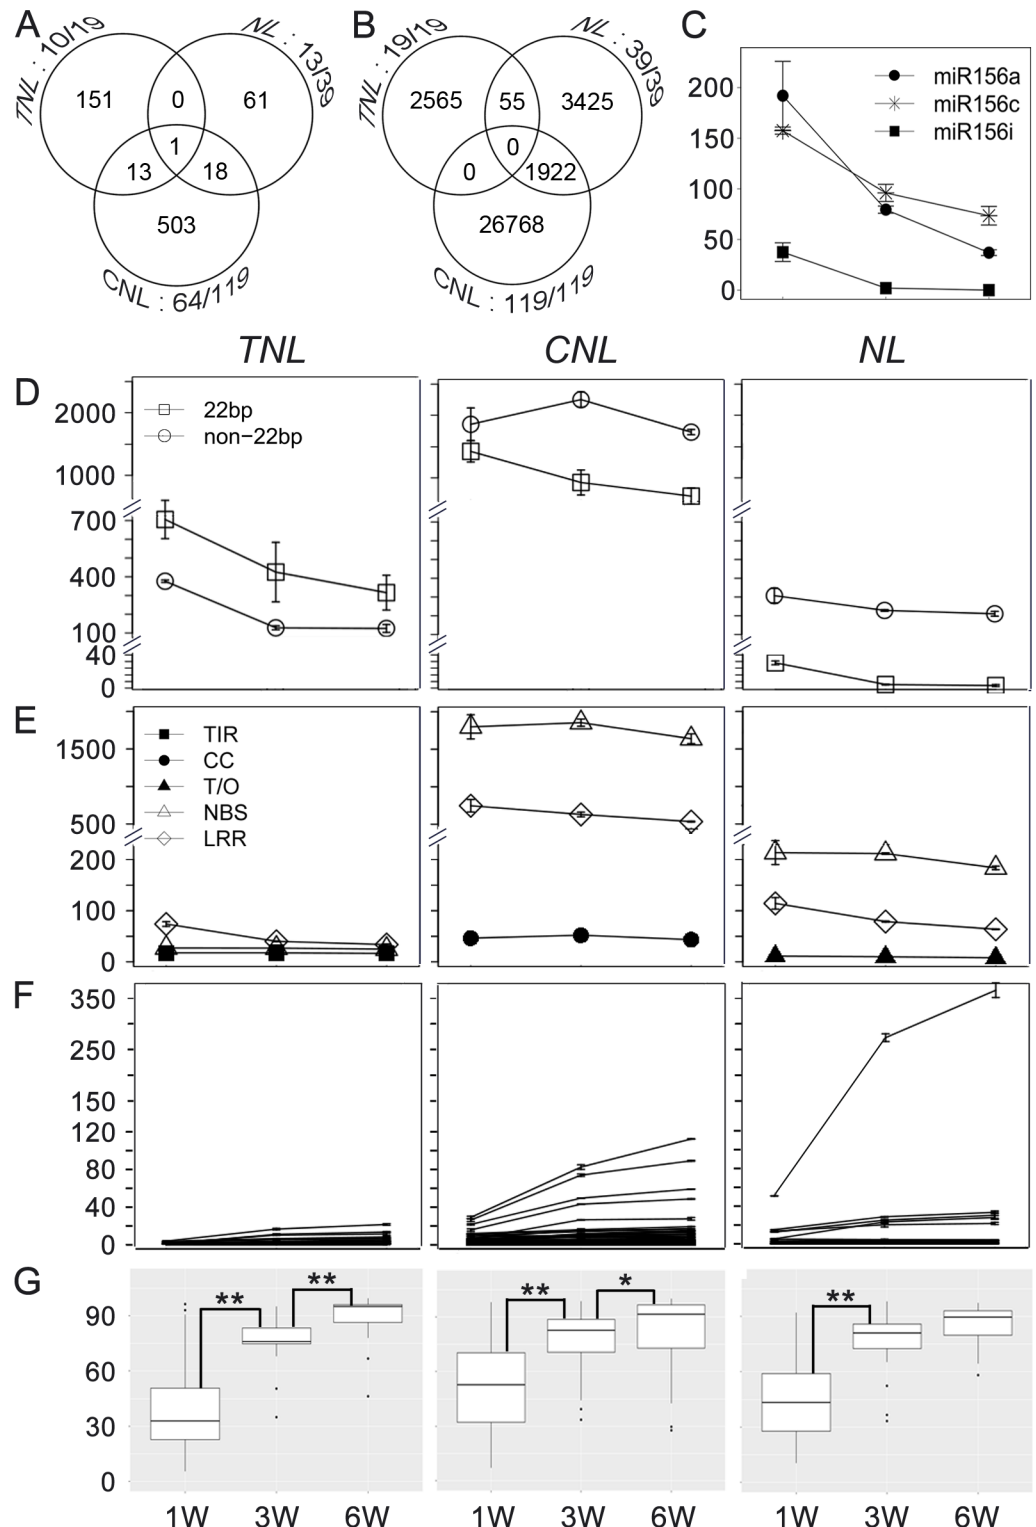 A
TNL : 10/19
NL : 13/39
151
0
61
1
13
18
503
CNL : 64/119
B
TNL : 19/19
NL : 39/39
2565
55
3425
0
0
1922
26768
CNL : 119/119
C
200
150
100
50
0
miR156a
miR156c
miR156i
TNL
CNL
NL
D
2000
1000
700
400
100
40
0
22bp
non-22bp
E
1500
500
200
100
0
TIR
CC
T/O
NBS
LRR
F
350
250
150
120
80
40
0
G
90
60
30
0
**
**
**
*
**
1W
3W
6W
1W
3W
6W
1W
3W
6W